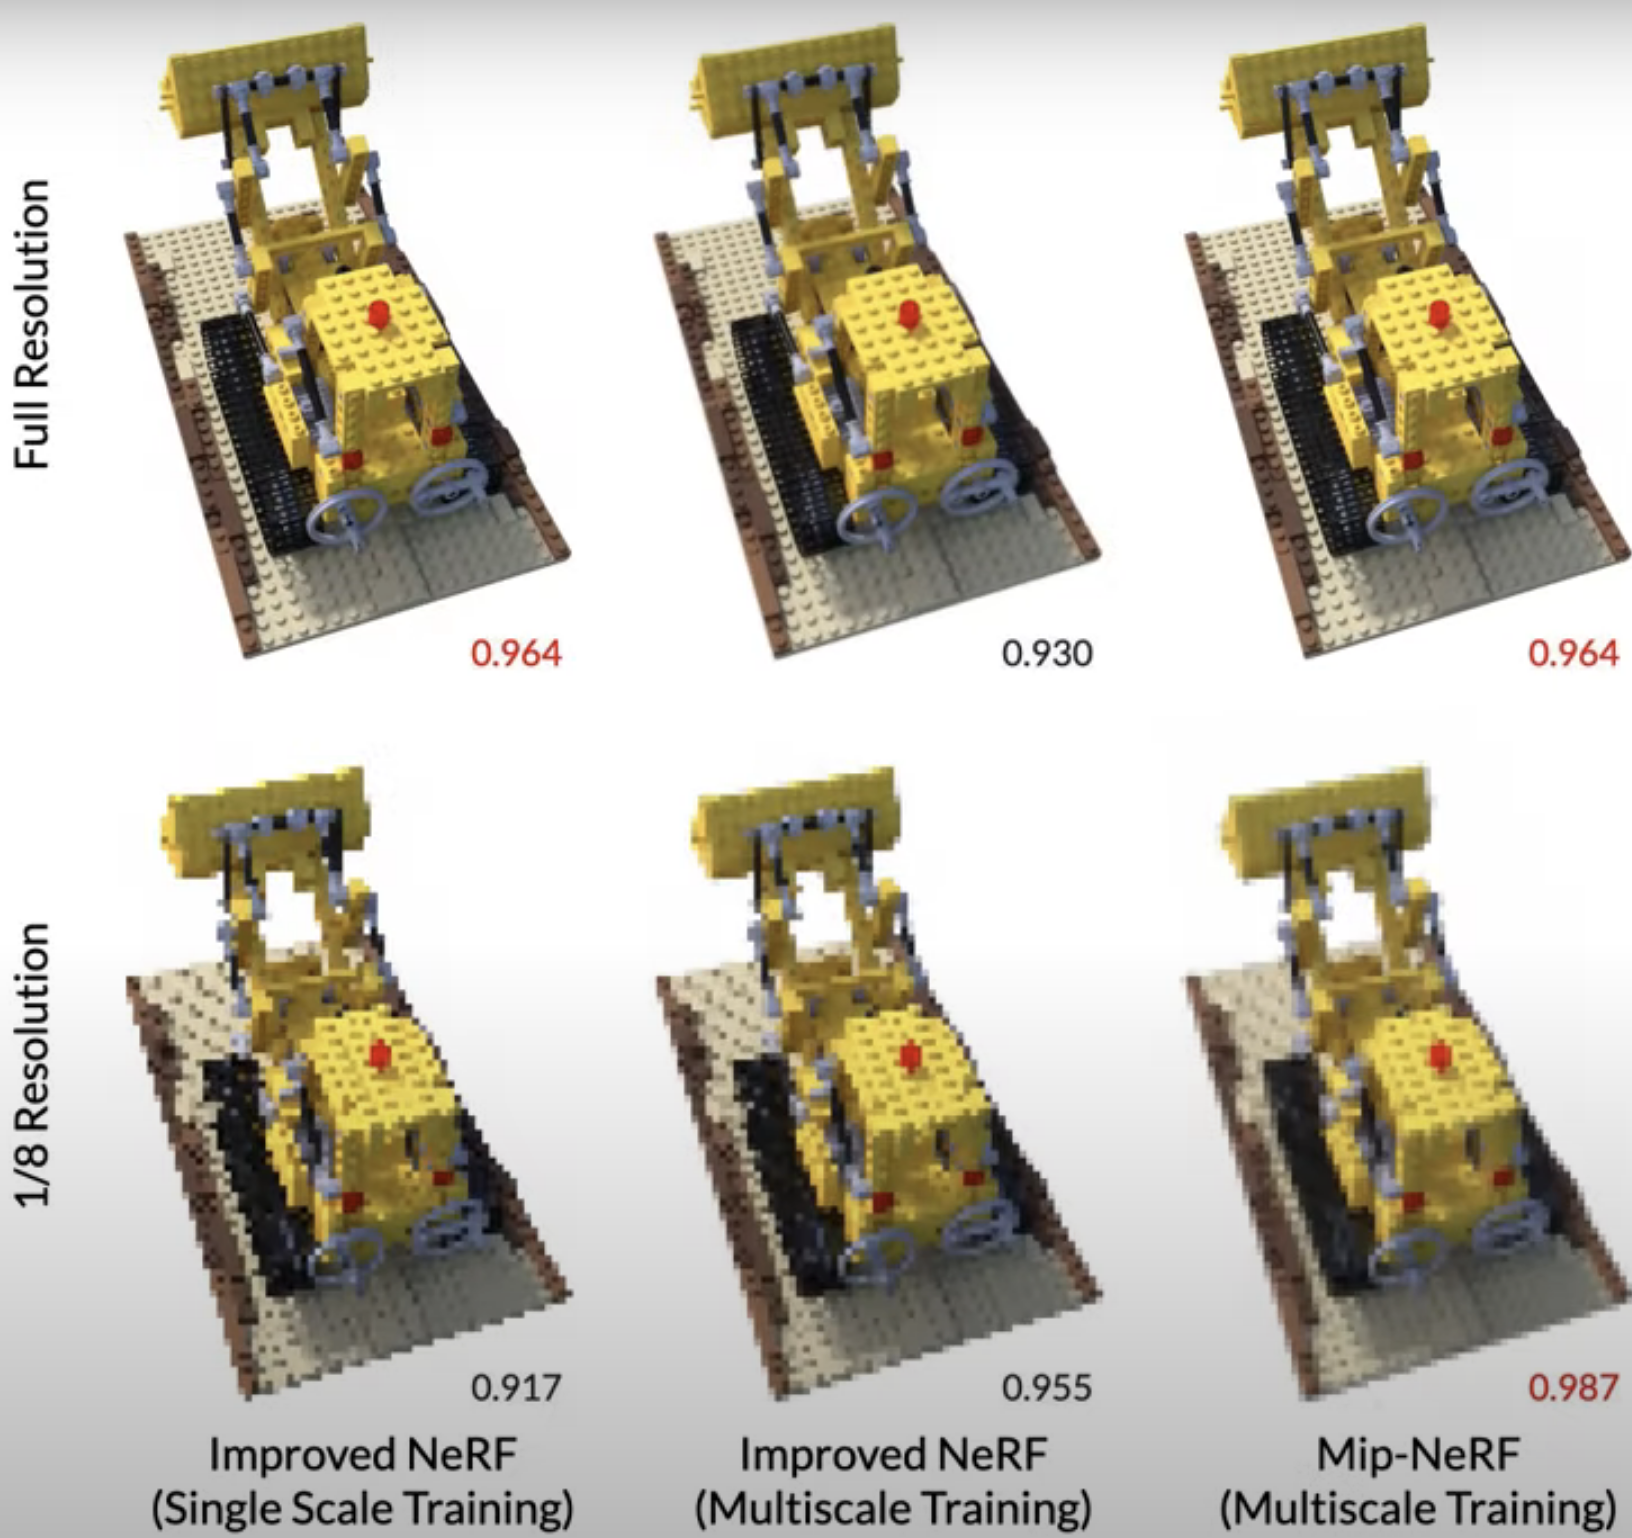 Full Resolution
0.964
0.930
0.964
1/8 Resolution
0.917
0.955
0.987
Improved NeRF
(Single Scale Training)
Improved NeRF
(Multiscale Training)
Mip-NeRF
(Multiscale Training)